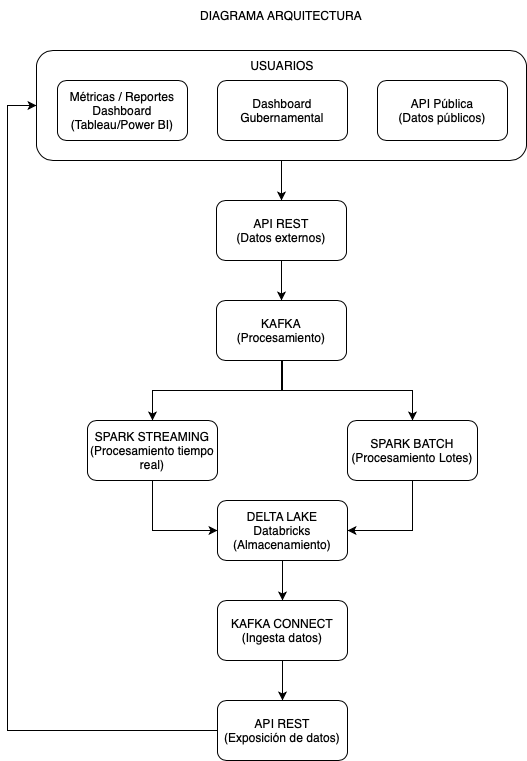 DIAGRAMA ARQUITECTURA
USUARIOS
Métricas / Reportes
Dashboard
(Tableau/Power BI)
Dashboard
Gubernamental
API Pública
(Datos públicos)
API REST
(Datos externos)
KAFKA
(Procesamiento)
SPARK STREAMING
(Procesamiento tiempo
real)
SPARK BATCH
(Procesamiento Lotes)
DELTA LAKE
Databricks
(Almacenamiento)
KAFKA CONNECT
(Ingesta datos)
API REST
(Exposición de datos)